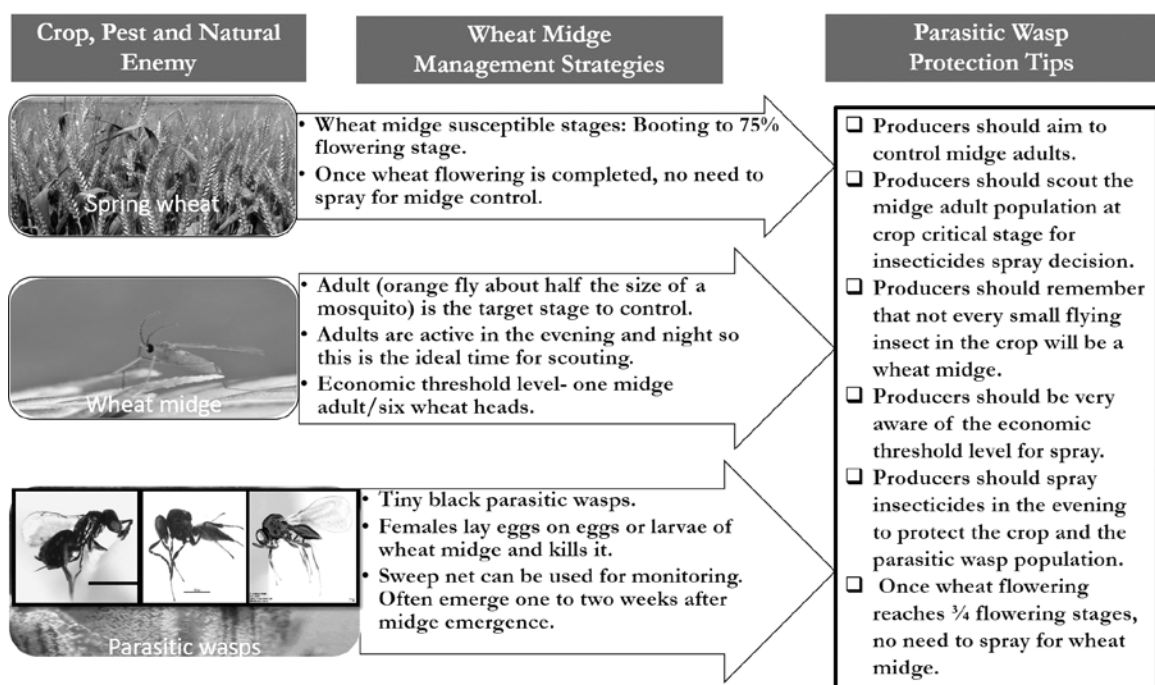 Crop, Pest and Natural
Enemy
Wheat Midge
Management Strategies
Parasitic Wasp
Protection Tips
Spring wheat
• Wheat midge susceptible stages: Booting to 75%
flowering stage.
• Once wheat flowering is completed, no need to
spray for midge control.
Wheat midge
• Adult (orange fly about half the size of a
mosquito) is the target stage to control.
• Adults are active in the evening and night so
this is the ideal time for scouting.
• Economic threshold level- one midge
adult/six wheat heads.
Parasitic wasps
• Tiny black parasitic wasps.
• Females lay eggs on eggs or larvae of
wheat midge and kills it.
• Sweep net can be used for monitoring.
Often emerge one to two weeks after
midge emergence.
❑ Producers should aim to
control midge adults.
❑ Producers should scout the
midge adult population at
crop critical stage for
insecticides spray decision.
❑ Producers should remember
that not every small flying
insect in the crop will be a
wheat midge.
❑ Producers should be very
aware of the economic
threshold level for spray.
❑ Producers should spray
insecticides in the evening
to protect the crop and the
parasitic wasp population.
❑ Once wheat flowering
reaches ¾ flowering stages,
no need to spray for wheat
midge.